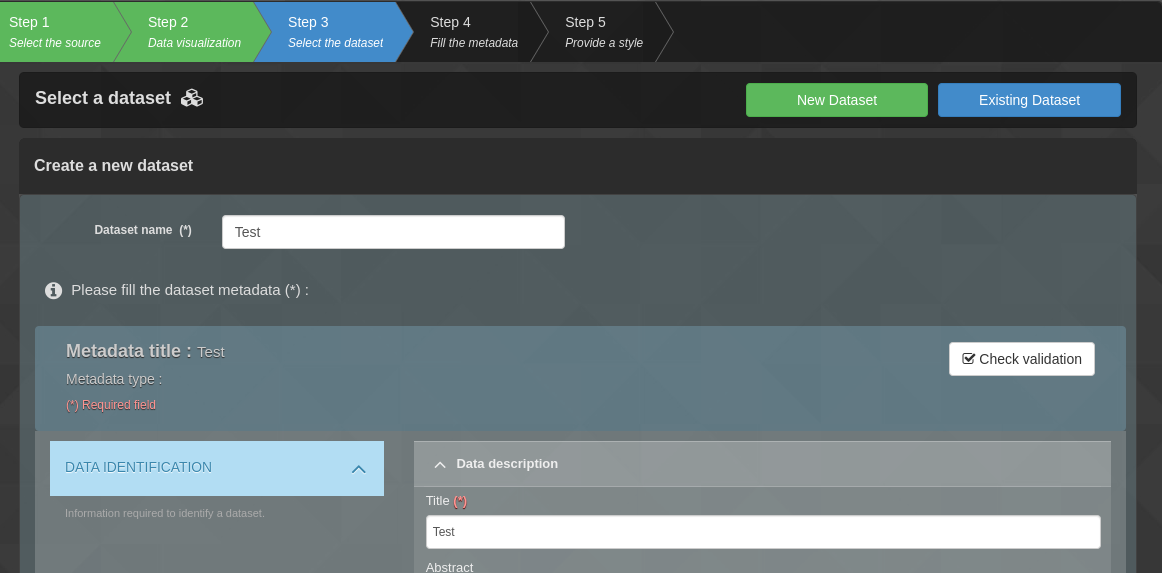 Step 1
Select the source
Step 2
Data visualization
Step 3
Select the dataset
Step 4
Fill the metadata
Step 5
Provide a style
Select a dataset
New Dataset
Existing Dataset
Create a new dataset
Dataset name (*)
Test
Please fill the dataset metadata (*) :
Metadata title : Test
Check validation
Metadata type :
(*) Required field
DATA IDENTIFICATION
Information required to identify a dataset.
Data description
Title (*)
Test
Abstract